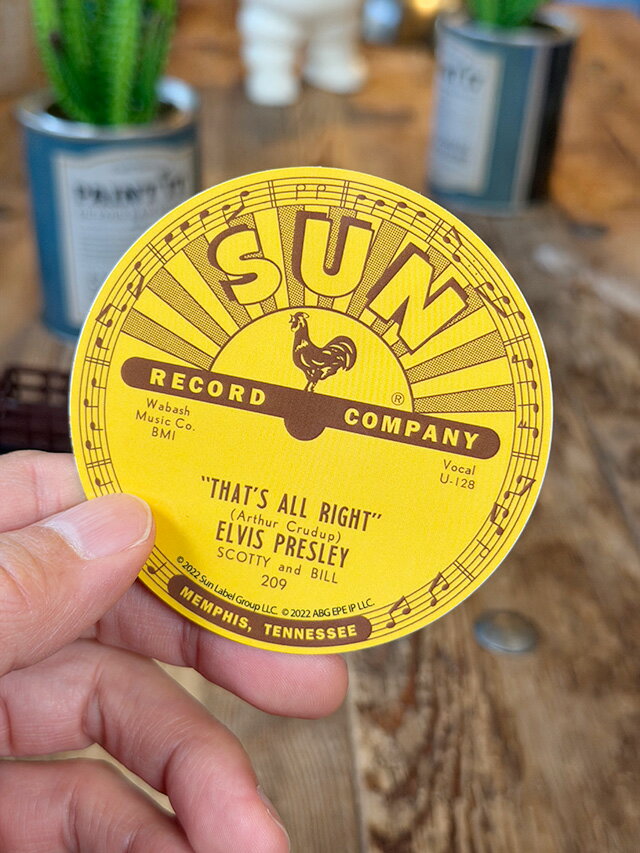 SUN
RECORD COMPANY
®
Wabash
Music Co.
BMI
Vocal
U-128
"THAT'S ALL RIGHT"
(Arthur Crudup)
ELVIS PRESLEY
SCOTTY and BILL
209
© 2022 Sun Label Group LLC. © 2022 ABG EPE IP LLC.
MEMPHIS, TENNESSEE